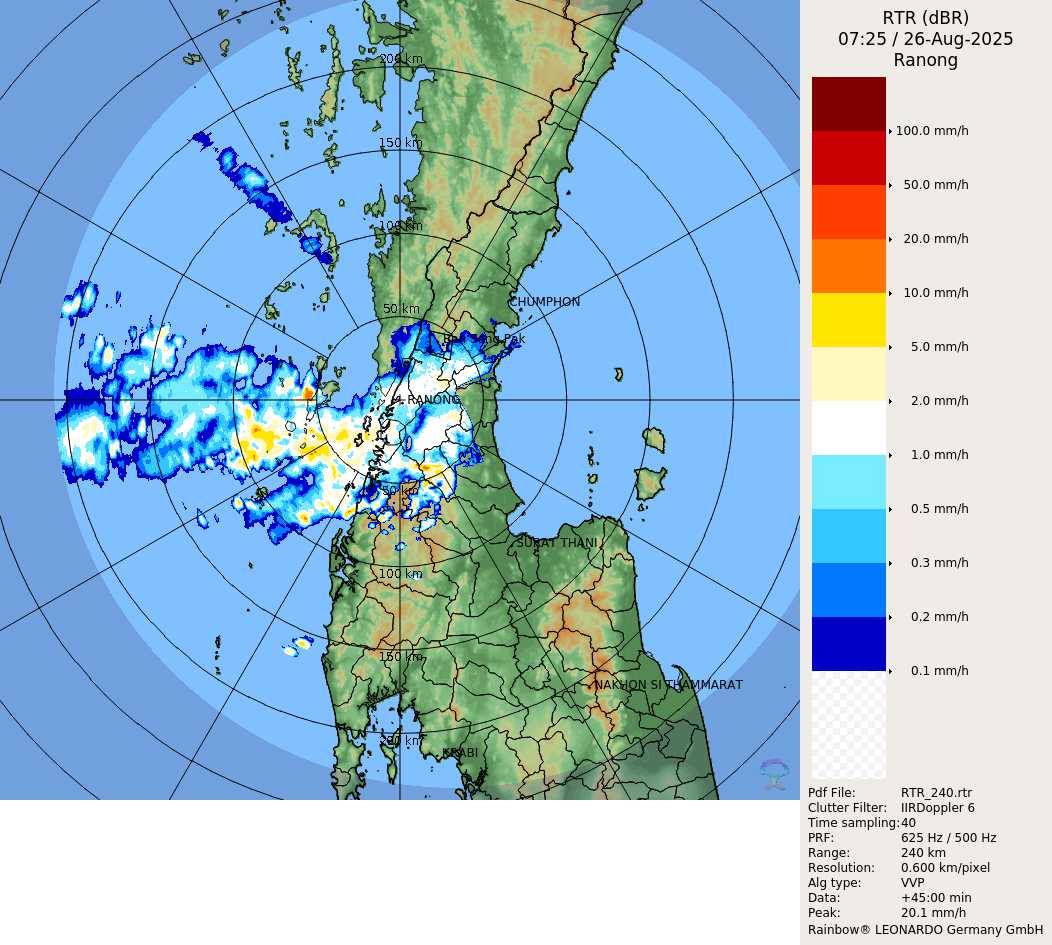 RTR (dBR)
07:25 / 26-Aug-2025
Ranong
200 km
150 km
100 km
50 km
CHUMPHON
RANONG
50 km
SURAT THANI
100 km
150 km
NAKHON SI THAMMARAT
200 km
KRABI
100.0 mm/h
50.0 mm/h
20.0 mm/h
10.0 mm/h
5.0 mm/h
2.0 mm/h
1.0 mm/h
0.5 mm/h
0.3 mm/h
0.2 mm/h
0.1 mm/h
Pdf File: RTR_240.rtr
Clutter Filter: IIRDoppler 6
Time sampling: 40
PRF: 625 Hz / 500 Hz
Range: 240 km
Resolution: 0.600 km/pixel
Alg type: VVP
Data: +45:00 min
Peak: 20.1 mm/h
Rainbow® LEONARDO Germany GmbH